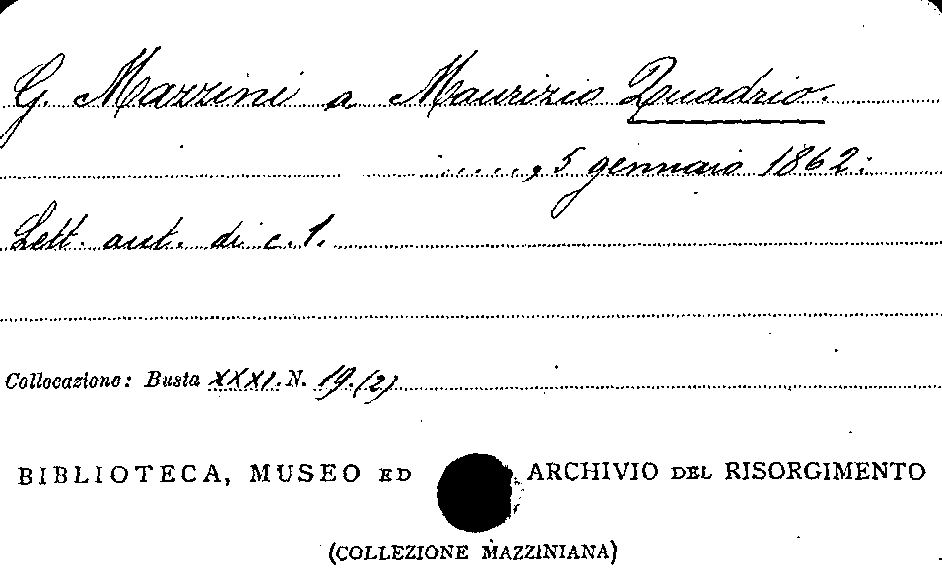 G. Mazzini a Maurizio Quadrio.
....., 5 gennaio 1862:
Lett. aut. di c. 1.
Collocazione: Busta XXXI. N. 19. (2)
BIBLIOTECA, MUSEO ED ARCHIVIO DEL RISORGIMENTO
(COLLEZIONE MAZZINIANA)